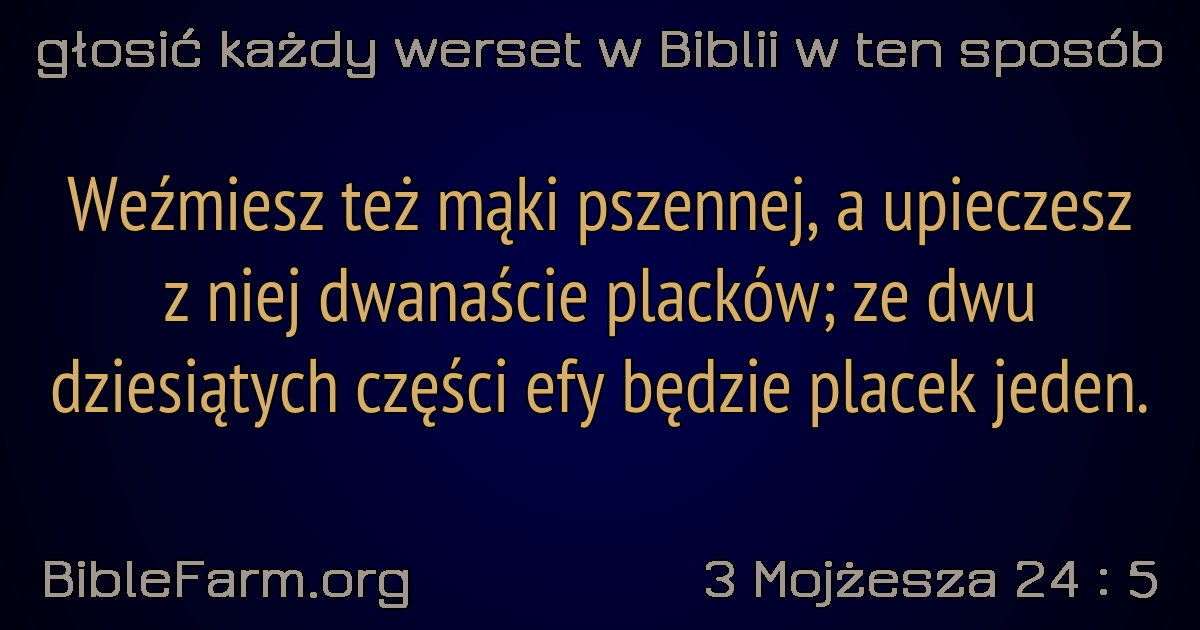 głosić każdy werset w Biblii w ten sposób
Weźmiesz też mąki pszennej, a upieczesz
z niej dwanaście placków; ze dwu
dziesiątych części efy będzie placek jeden.
BibleFarm.org
3 Mojżesza 24 : 5